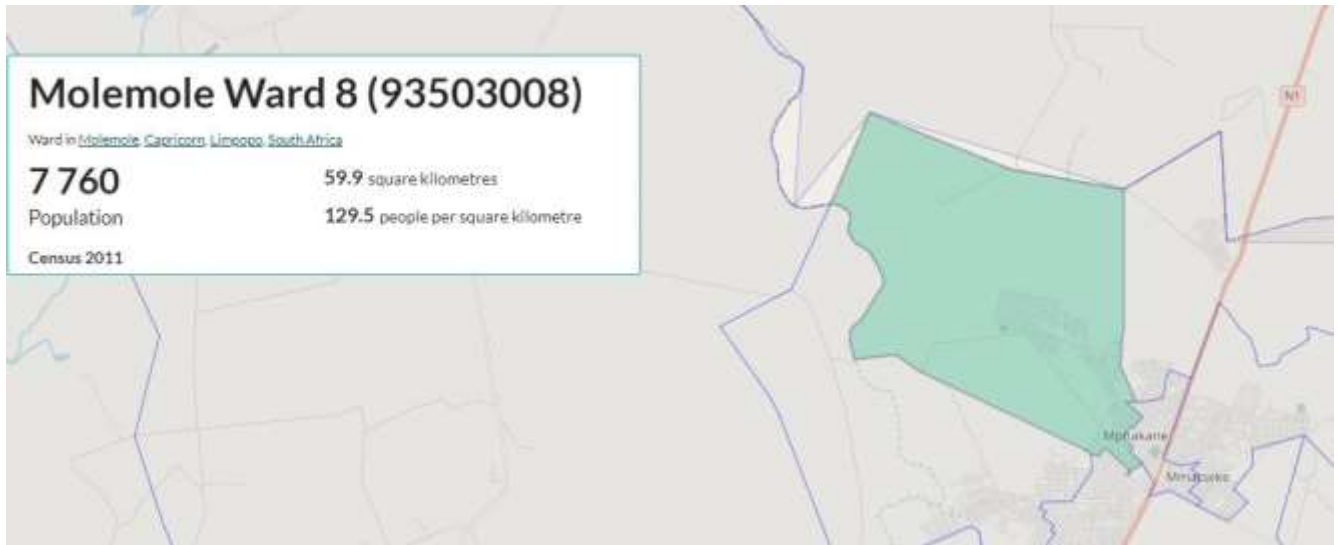 Molemole Ward 8 (93503008)
Ward in Molemole, Capricorn, Limpopo, South Africa
7 760
Population
59.9 square kilometres
129.5 people per square kilometre
Census 2011
N1
Mphakane